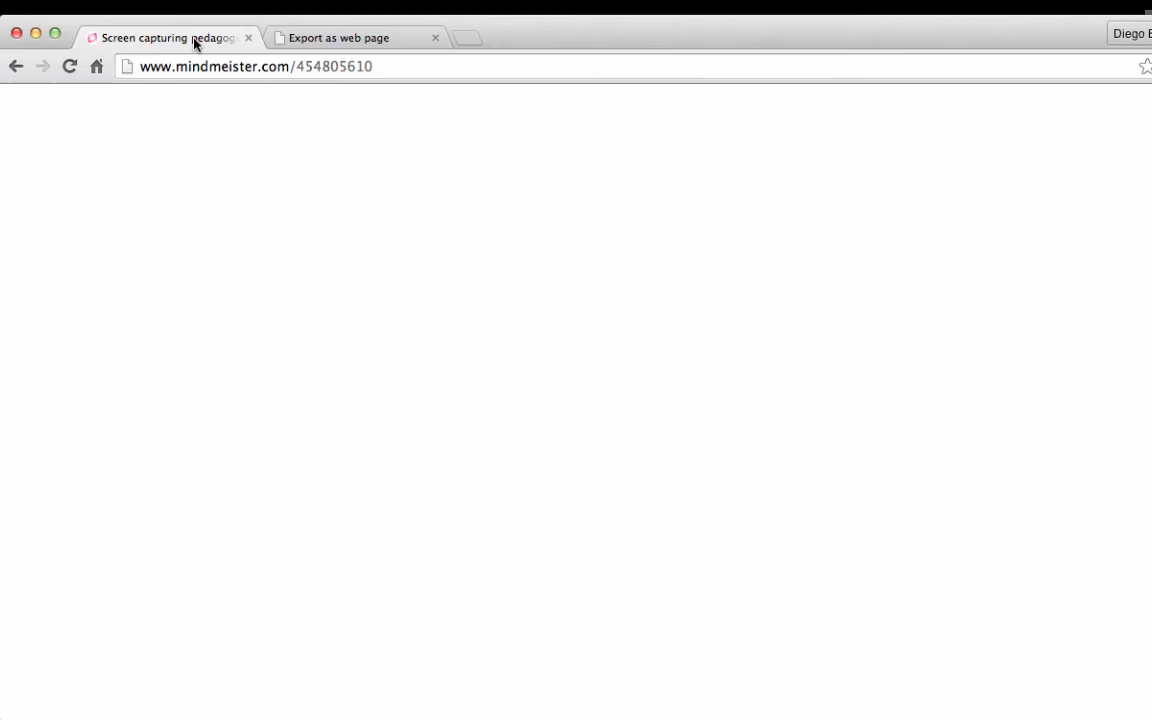 Screen capturing pedagog
Export as web page
Diego
www.mindmeister.com/454805610